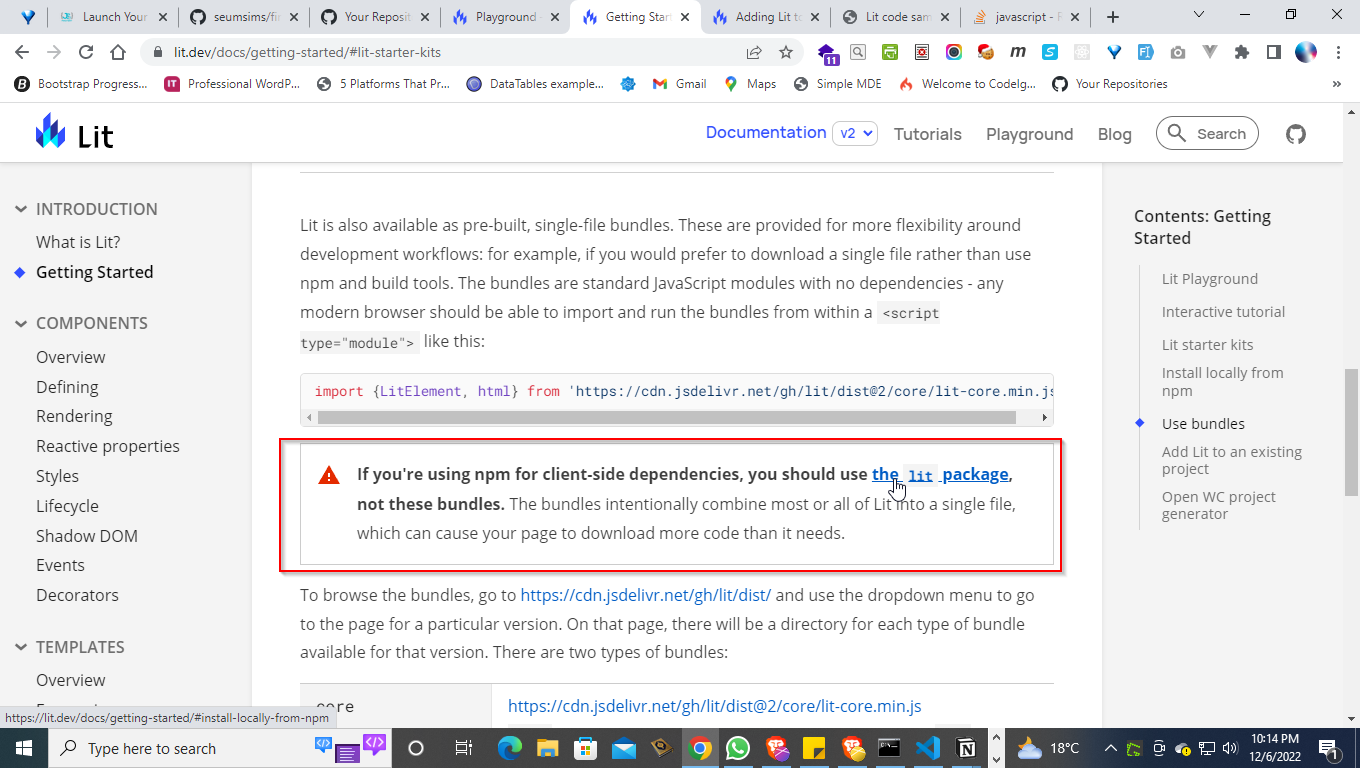 Launch Your
seumsims/fi
Your Reposit
Playground -
Getting Star
Adding Lit to
Lit code sam
javascript - F
lit.dev/docs/getting-started/#lit-starter-kits
11
Bootstrap Progress...
Professional WordP...
5 Platforms That Pr...
DataTables example...
Gmail
Maps
Simple MDE
Welcome to CodeIg...
Your Repositories
»
Lit
Documentation
v2
Tutorials
Playground
Blog
Search
INTRODUCTION
What is Lit?
Getting Started
COMPONENTS
Overview
Defining
Rendering
Reactive properties
Styles
Lifecycle
Shadow DOM
Events
Decorators
TEMPLATES
Overview
Lit is also available as pre-built, single-file bundles. These are provided for more flexibility around
development workflows: for example, if you would prefer to download a single file rather than use
npm and build tools. The bundles are standard JavaScript modules with no dependencies - any
modern browser should be able to import and run the bundles from within a <script
type="module"> like this:
import {LitElement, html} from 'https://cdn.jsdelivr.net/gh/lit/dist@2/core/lit-core.min.js
If you're using npm for client-side dependencies, you should use the lit package,
not these bundles. The bundles intentionally combine most or all of Lit into a single file,
which can cause your page to download more code than it needs.
To browse the bundles, go to https://cdn.jsdelivr.net/gh/lit/dist/ and use the dropdown menu to go
to the page for a particular version. On that page, there will be a directory for each type of bundle
available for that version. There are two types of bundles:
core
https://cdn.jsdelivr.net/gh/lit/dist@2/core/lit-core.min.js
Contents: Getting
Started
Lit Playground
Interactive tutorial
Lit starter kits
Install locally from
npm
Use bundles
Add Lit to an existing
project
Open WC project
generator
https://lit.dev/docs/getting-started/#install-locally-from-npm
Type here to search
18°C
10:14 PM
12/6/2022
1